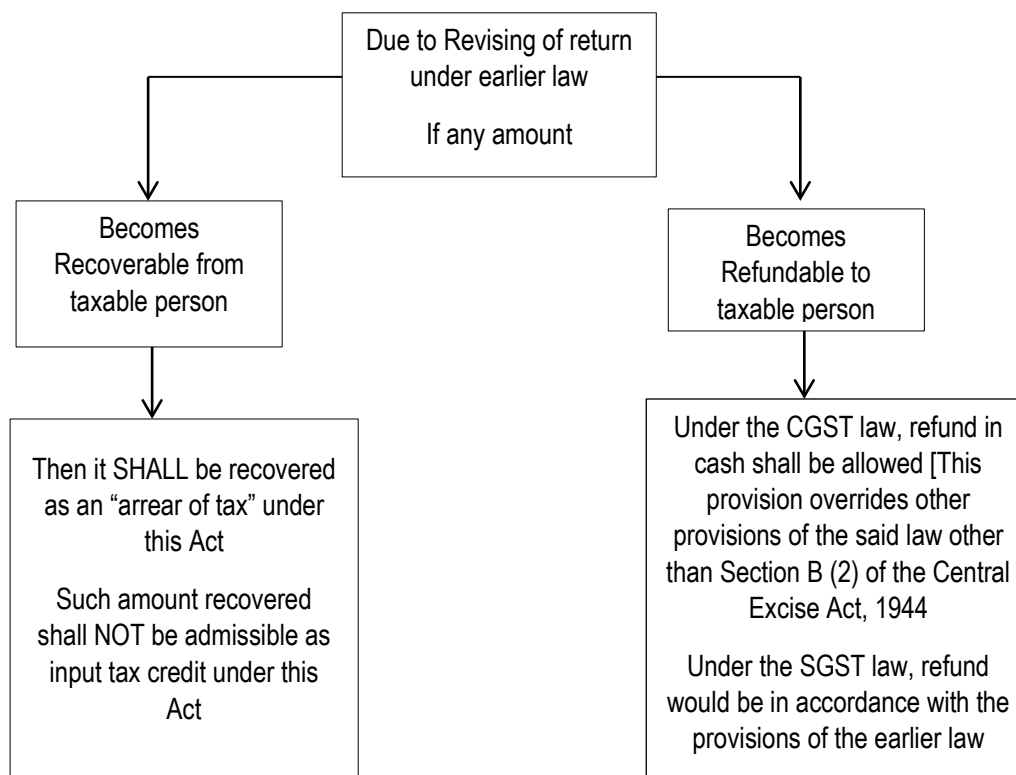 Due to Revising of return
under earlier law
If any amount
Becomes
Recoverable from
taxable person
Becomes
Refundable to
taxable person
Then it SHALL be recovered
as an “arrear of tax” under
this Act
Such amount recovered
shall NOT be admissible as
input tax credit under this
Act
Under the CGST law, refund in
cash shall be allowed [This
provision overrides other
provisions of the said law other
than Section B (2) of the Central
Excise Act, 1944
Under the SGST law, refund
would be in accordance with the
provisions of the earlier law